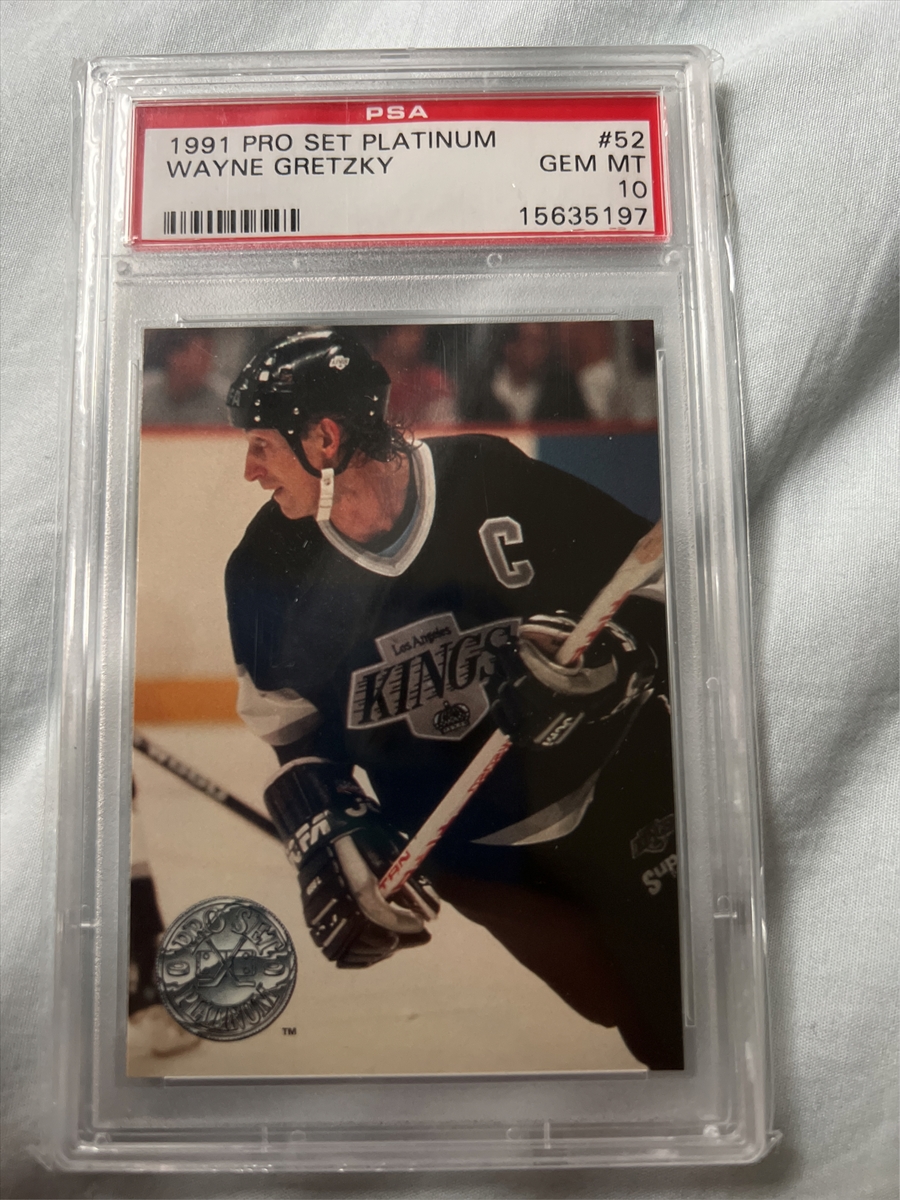 PSA
1991 PRO SET PLATINUM #52
WAYNE GRETZKY GEM MT
10
15635197
C
Los Angeles
KINGS
PRO SET
PLATINUM
TM